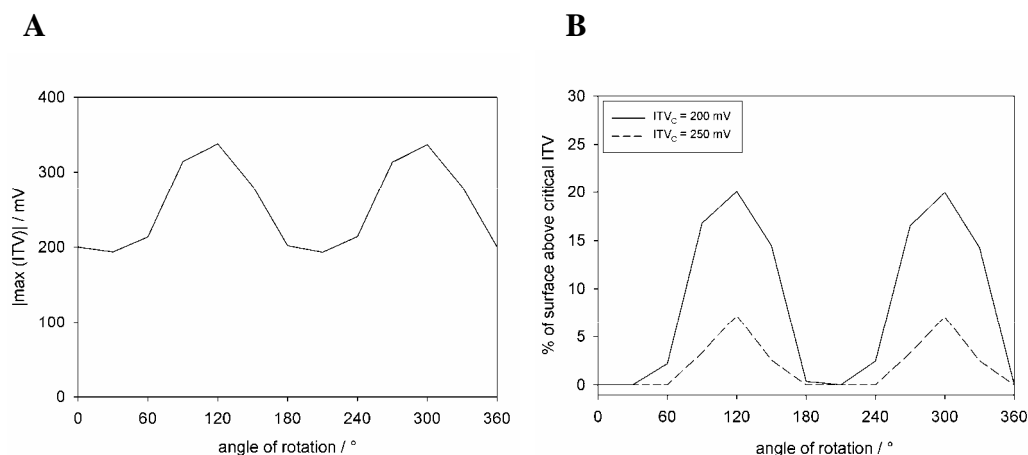 A
B
400
300
200
100
0
|max (ITV)| / mV
0 60 120 180 240 300 360
angle of rotation / °
30
25
20
15
10
5
0
% of surface above critical ITV
ITVC = 200 mV
ITVC = 250 mV
0 60 120 180 240 300 360
angle of rotation / °